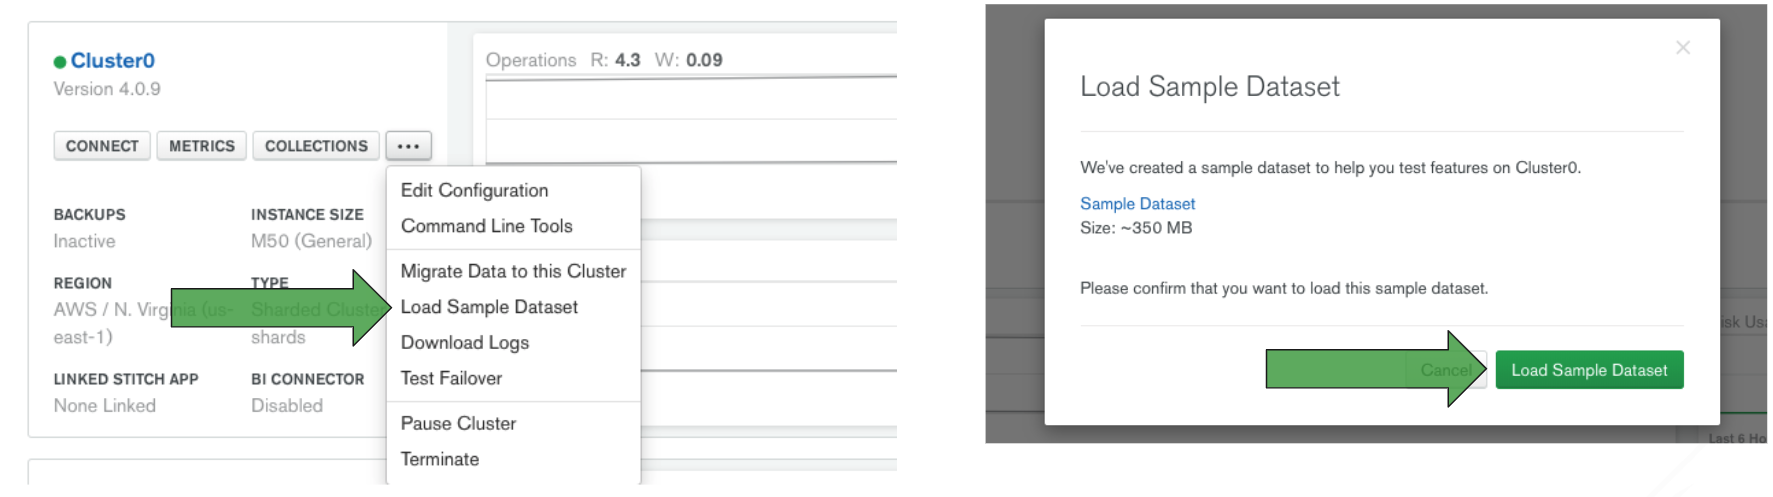 Cluster0
Version 4.0.9
CONNECT METRICS COLLECTIONS ...
BACKUPS
Inactive
INSTANCE SIZE
M50 (General)
REGION
AWS / N. Virginia (us-
east-1)
TYPE
Sharded Cluster
shards
LINKED STITCH APP
None Linked
BI CONNECTOR
Disabled
Edit Configuration
Command Line Tools
Migrate Data to this Cluster
Load Sample Dataset
Download Logs
Test Failover
Pause Cluster
Terminate
Operations R: 4.3 W: 0.09
Load Sample Dataset
We've created a sample dataset to help you test features on Cluster0.
Sample Dataset
Size: ~350 MB
Please confirm that you want to load this sample dataset.
Cancel Load Sample Dataset
Last 6